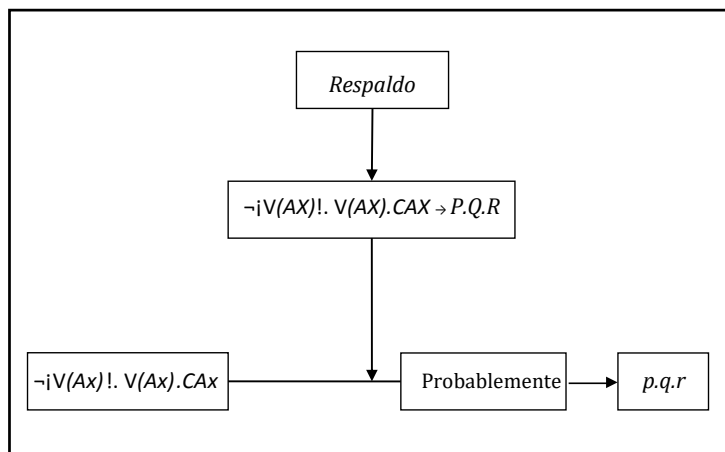 Respaldo
¬¡V(AX)!. V(AX).CAX → P.Q.R
¬¡V(Ax)!. V(Ax).CAx
Probablemente
p.q.r